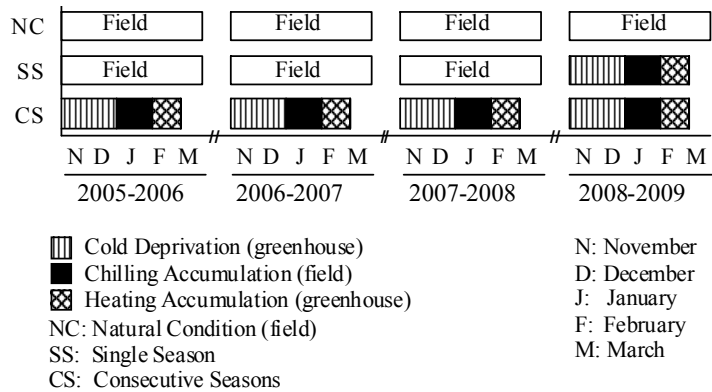 NC Field Field Field Field
SS Field Field Field
CS
N D J F M N D J F M N D J F M N D J F M
2005-2006 2006-2007 2007-2008 2008-2009
Cold Deprivation (greenhouse)
Chilling Accumulation (field)
Heating Accumulation (greenhouse)
NC: Natural Condition (field)
SS: Single Season
CS: Consecutive Seasons
N: November
D: December
J: January
F: February
M: March